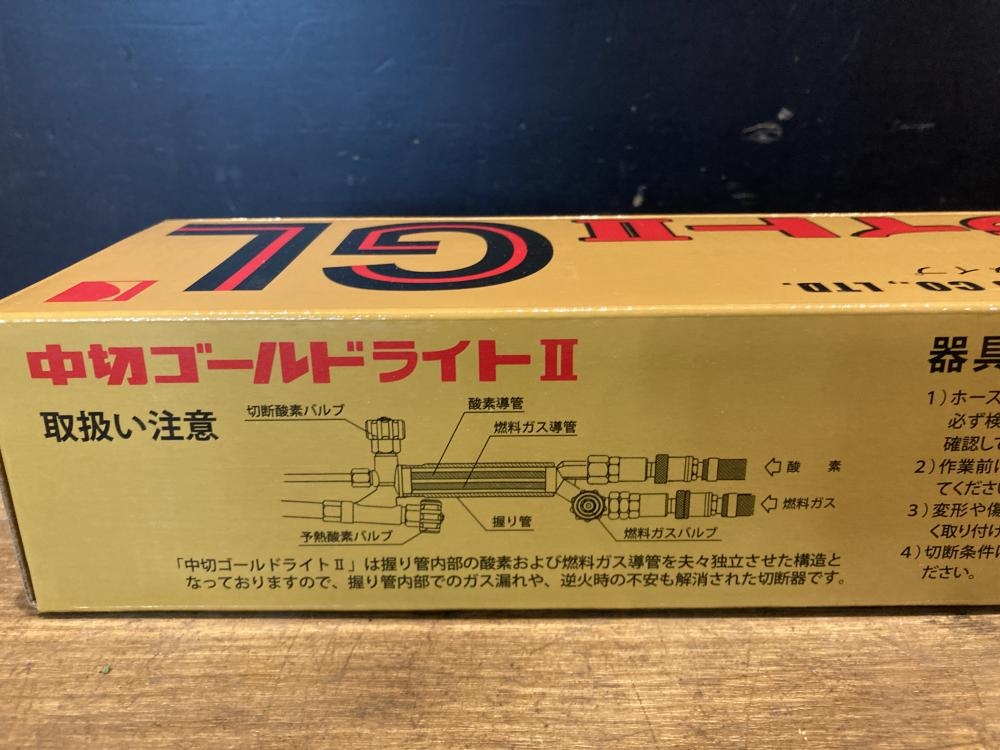 GL
イトII
CO., LTD.
イプ
中切ゴールドライトII
取扱い注意
切断酸素バルブ
酸素導管
燃料ガス導管
酸 素
燃料ガス
予熱酸素バルブ
握り管
燃料ガスバルブ
「中切ゴールドライトII」は握り管内部の酸素および燃料ガス導管を夫々独立させた構造と
なっておりますので、握り管内部でのガス漏れや、逆火時の不安も解消された切断器です。
器具
1）ホース
必ず検
確認して
2）作業前に
てくださ
3）変形や傷
く取り付け
4）切断条件に
ださい。